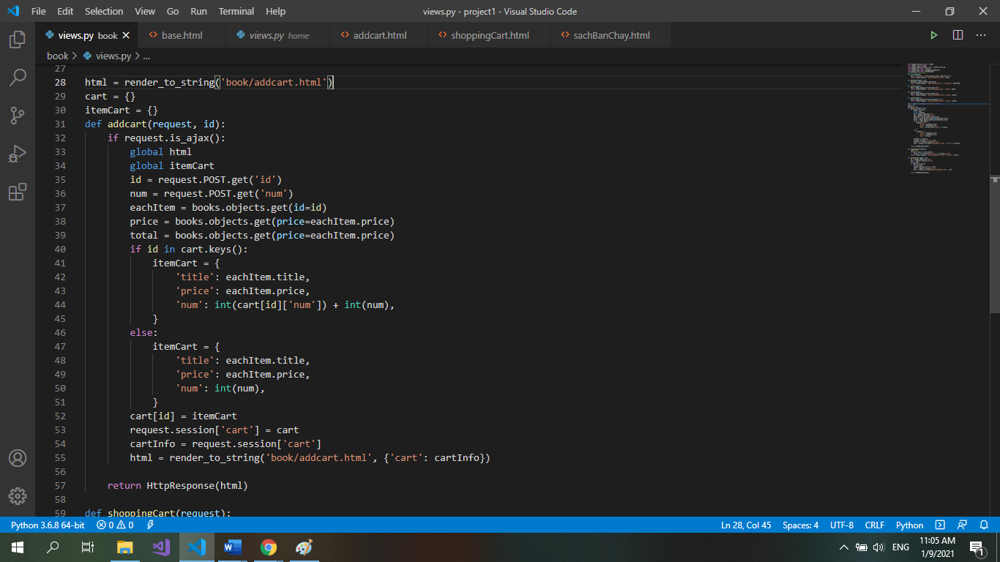 File Edit Selection View Go Run Terminal Help views.py - project1 - Visual Studio Code
views.py book base.html views.py home addcart.html shoppingCart.html sachBanChay.html
book > views.py > ...
27
28 html = render_to_string('book/addcart.html')
29 cart = {}
30 itemCart = {}
31 def addcart(request, id):
32     if request.is_ajax():
33         global html
34         global itemCart
35         id = request.POST.get('id')
36         num = request.POST.get('num')
37         eachItem = books.objects.get(id=id)
38         price = books.objects.get(price=eachItem.price)
39         total = books.objects.get(price=eachItem.price)
40         if id in cart.keys():
41             itemCart = {
42                 'title': eachItem.title,
43                 'price': eachItem.price,
44                 'num': int(cart[id]['num']) + int(num),
45             }
46         else:
47             itemCart = {
48                 'title': eachItem.title,
49                 'price': eachItem.price,
50                 'num': int(num),
51             }
52         cart[id] = itemCart
53         request.session['cart'] = cart
54         cartInfo = request.session['cart']
55         html = render_to_string('book/addcart.html', {'cart': cartInfo})
56
57     return HttpResponse(html)
58
59 def shoppingCart(request):
Python 3.6.8 64-bit 0 0 Ln 28, Col 45 Spaces: 4 UTF-8 CRLF Python
ENG 11:05 AM 1
1/9/2021